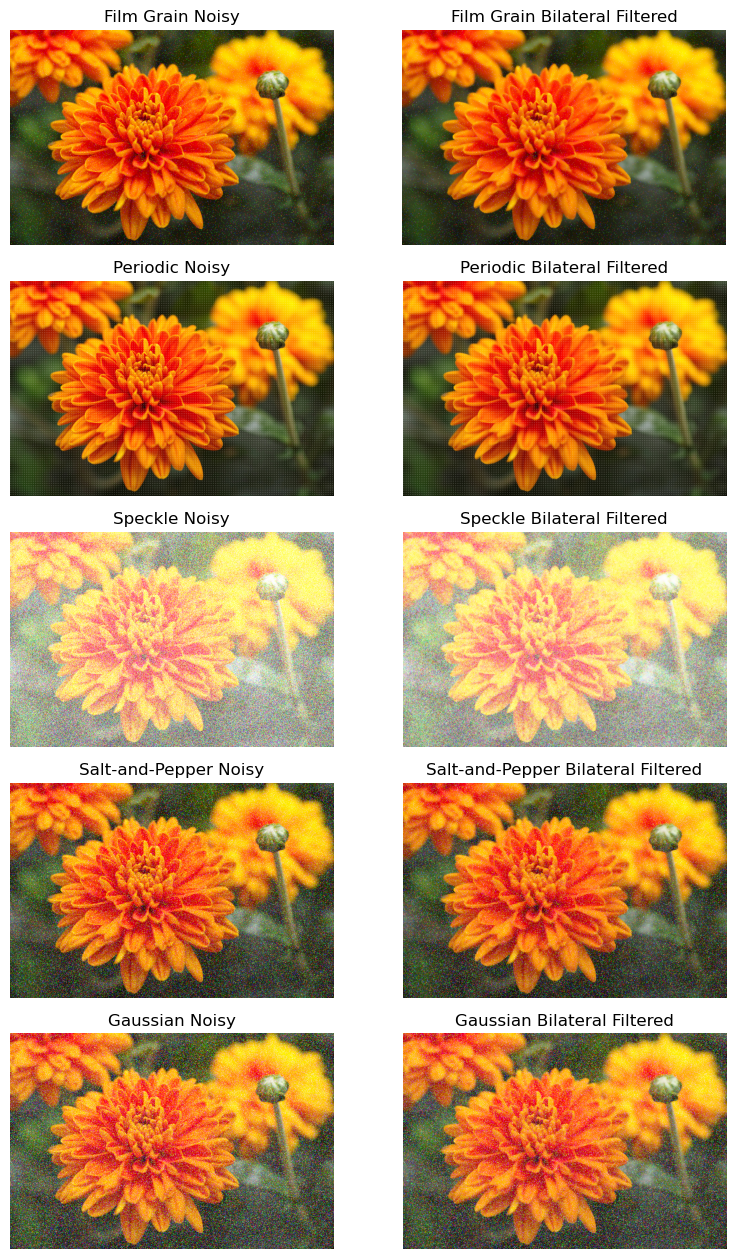 Film Grain Noisy
Film Grain Bilateral Filtered
Periodic Noisy
Periodic Bilateral Filtered
Speckle Noisy
Speckle Bilateral Filtered
Salt-and-Pepper Noisy
Salt-and-Pepper Bilateral Filtered
Gaussian Noisy
Gaussian Bilateral Filtered